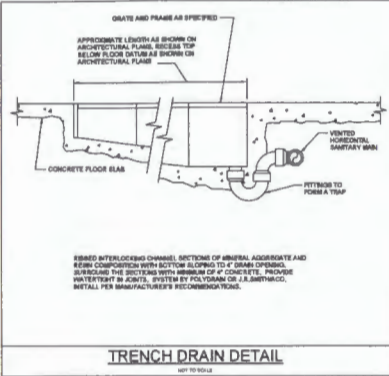 GRATE AND FRAME AS SPECIFIED
APPROXIMATE LENGTH AS SHOWN ON
ARCHITECTURAL PLANS, RECESS TOP
BELOW FLOOR DATUM AS SHOWN ON
ARCHITECTURAL PLANS
VENTED
HORIZONTAL
SANITARY MAIN
CONCRETE FLOOR SLAB
FITTINGS TO
FORM A TRAP
RIBBED INTERLOCKING CHANNEL SECTIONS OF MINERAL AGGREGATE AND
RESIN COMPOSITION WITH BOTTOM SLOPING TO 4" DRAIN OPENING.
SURROUND THE SECTIONS WITH MINIMUM OF 4" CONCRETE. PROVIDE
WATERTIGHT IN JOINTS. SYSTEM BY POLYDRAIN OR J.R.SMITH CO.
INSTALL PER MANUFACTURER'S RECOMMENDATIONS.
TRENCH DRAIN DETAIL
NOT TO SCALE